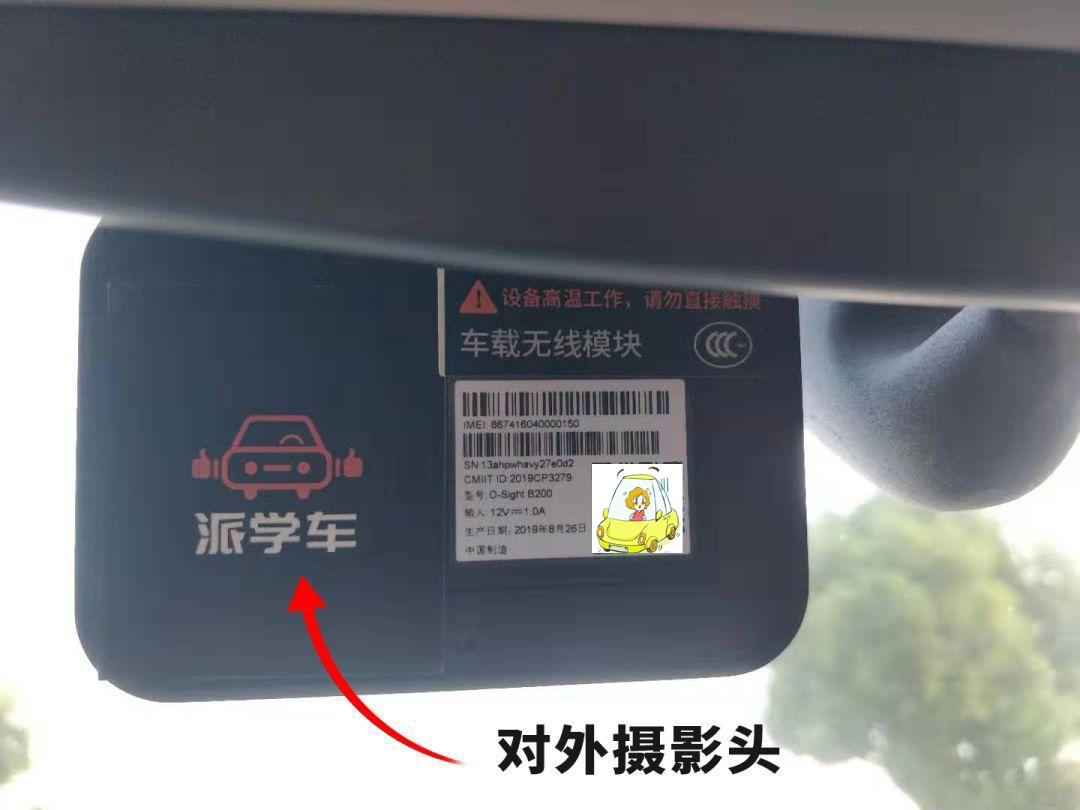 设备高温工作，请勿直接触摸
车载无线模块
IMEI: 867416040000150
SN:13ahpwhavy27e0d2
CMIIT ID:2019CP3279
型号: O-Sight B200
输入: 12V⎓1.0A
生产日期: 2019年8月26日
中国制造
派学车
对外摄影头